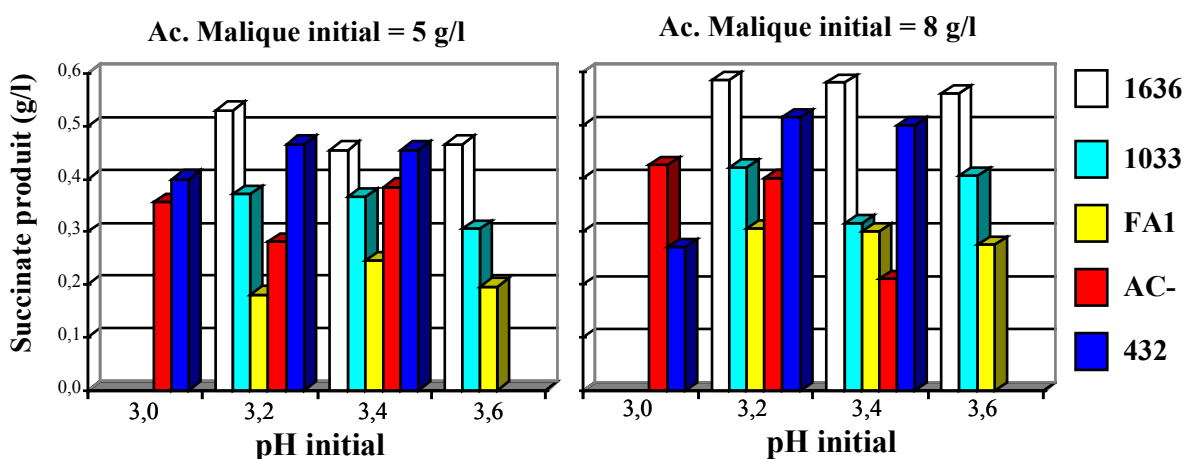 Ac. Malique initial = 5 g/l
Ac. Malique initial = 8 g/l
Succinate produit (g/l)
0,6
0,5
0,4
0,3
0,2
0,1
0,0
3,0 3,2 3,4 3,6
pH initial
3,0 3,2 3,4 3,6
pH initial
1636
1033
FA1
AC-
432